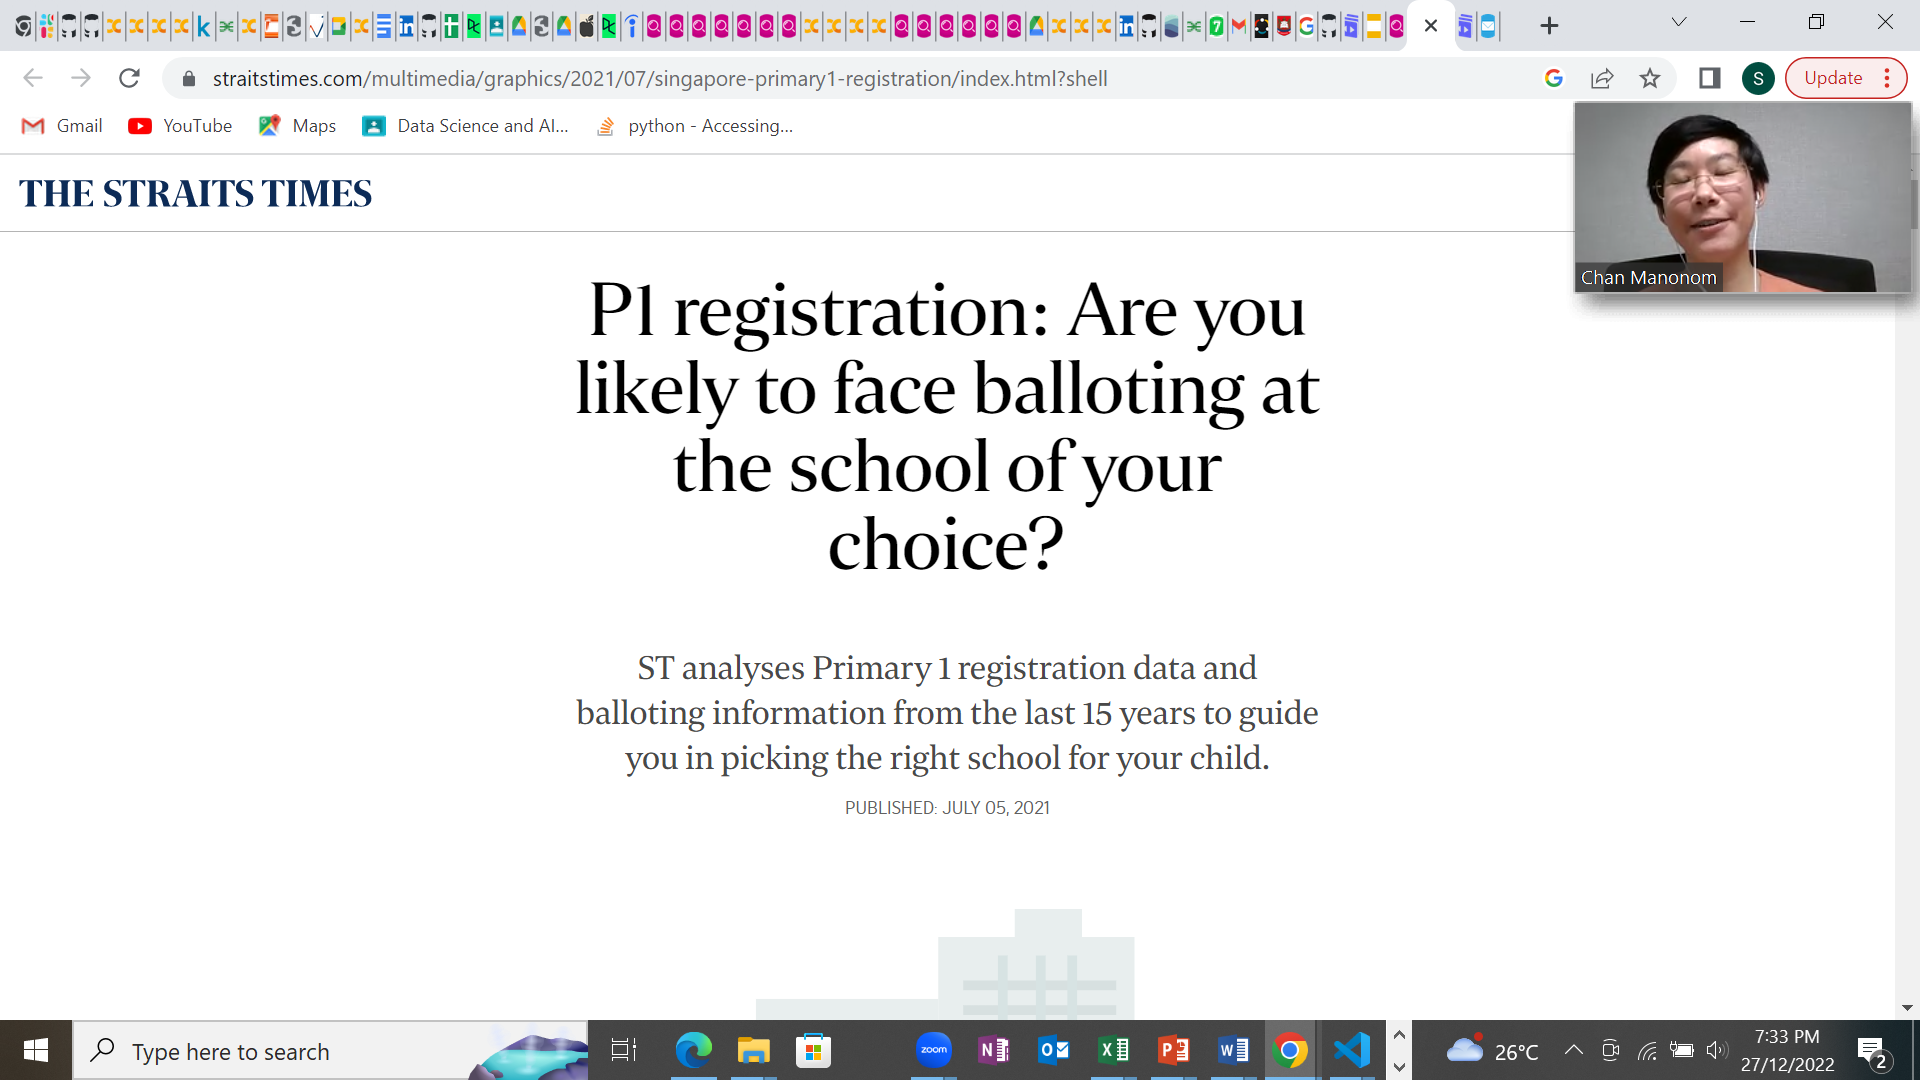 straitstimes.com/multimedia/graphics/2021/07/singapore-primary1-registration/index.html?shell
S
Update
Gmail
YouTube
Maps
Data Science and AI...
python - Accessing...
THE STRAITS TIMES
Chan Manonom
P1 registration: Are you
likely to face balloting at
the school of your
choice?
ST analyses Primary 1 registration data and
balloting information from the last 15 years to guide
you in picking the right school for your child.
PUBLISHED: JULY 05, 2021
Type here to search
zoom
26°C
7:33 PM
27/12/2022
2